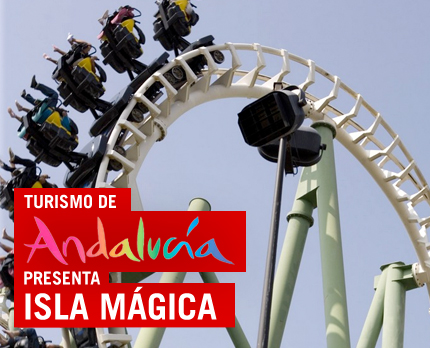 TURISMO DE
Andalucía
PRESENTA
ISLA MÁGICA